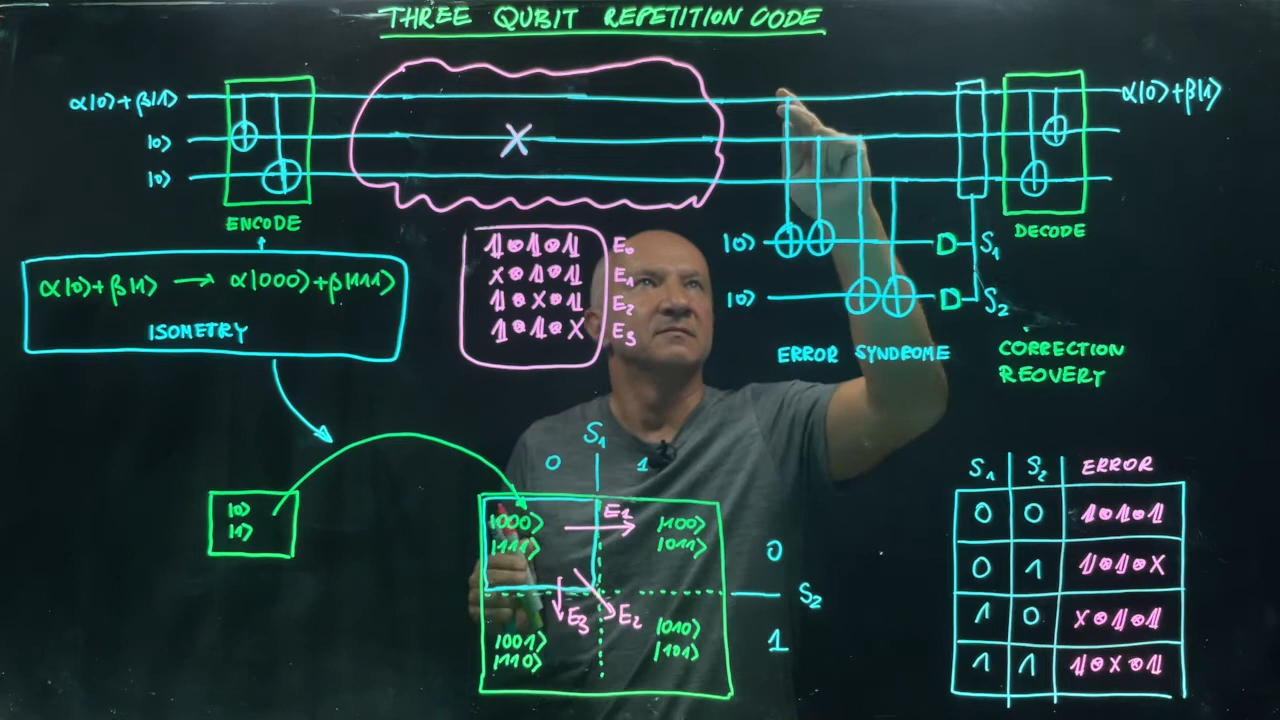 THREE QUBIT REPETITION CODE
α|0⟩+β|1⟩
α|0⟩+β|1⟩
|0⟩
|0⟩
X
ENCODE
DECODE
|0⟩
|0⟩
D S₁
D S₂
𝟙⊗𝟙⊗𝟙 E₀
X⊗𝟙⊗𝟙 E₁
𝟙⊗X⊗𝟙 E₂
𝟙⊗𝟙⊗X E₃
α|0⟩+β|1⟩ → α|000⟩+β|111⟩
ISOMETRY
ERROR SYNDROME
CORRECTION
REOVERY
S₁
0 1
|0⟩
|1⟩
|000⟩ E₁ |100⟩
|111⟩ |011⟩
0
S₂
E₃ E₂
|001⟩ |010⟩
|110⟩ |101⟩
1
S₁ S₂ ERROR
0 0 𝟙⊗𝟙⊗𝟙
0 1 𝟙⊗𝟙⊗X
1 0 X⊗𝟙⊗𝟙
1 1 𝟙⊗X⊗𝟙